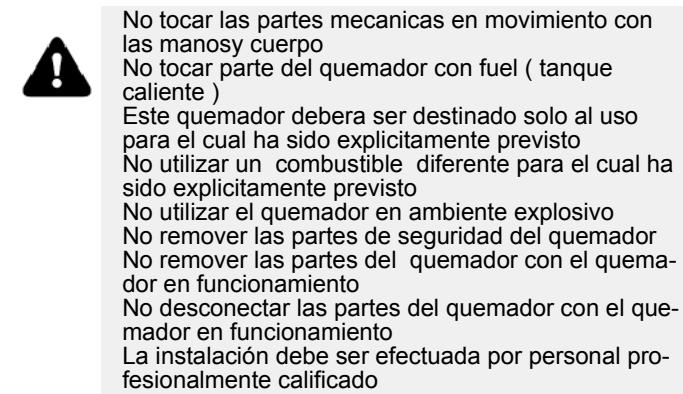 No tocar las partes mecanicas en movimiento con
las manosy cuerpo
No tocar parte del quemador con fuel ( tanque
caliente )
Este quemador debera ser destinado solo al uso
para el cual ha sido explicitamente previsto
No utilizar un  combustible  diferente para el cual ha
sido explicitamente previsto
No utilizar el quemador en ambiente explosivo
No remover las partes de seguridad del quemador
No remover las partes del  quemador con el quema-
dor en funcionamiento
No desconectar las partes del quemador con el que-
mador en funcionamiento
La instalación debe ser efectuada por personal pro-
fesionalmente calificado